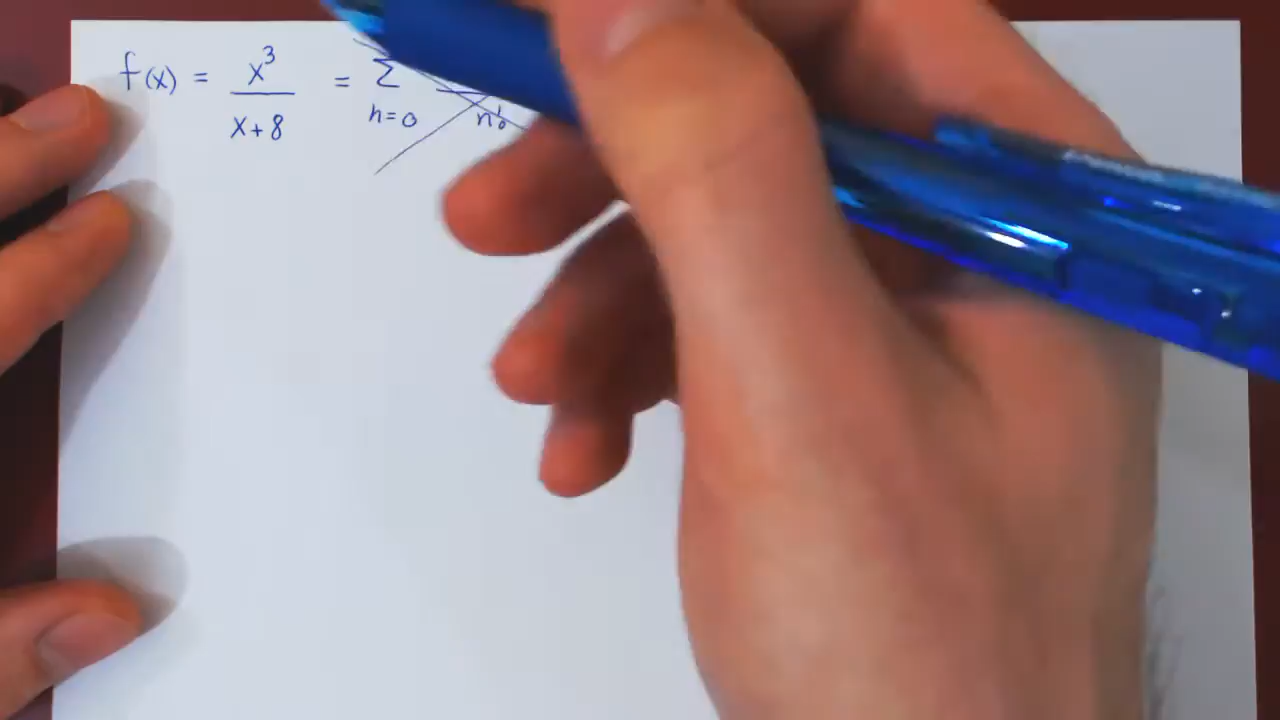 f(x) = x³ / x+8 = Σ n=0 n!